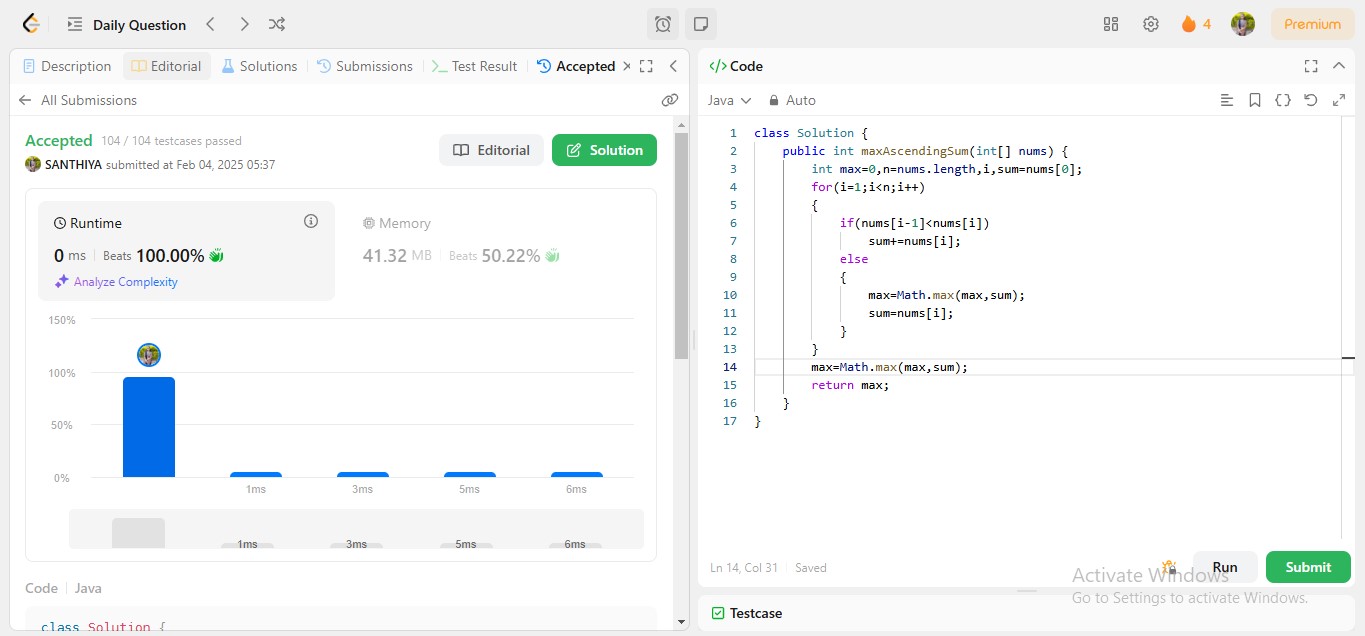 Daily Question
4
Premium
Description
Editorial
Solutions
Submissions
Test Result
Accepted
All Submissions
Accepted 104 / 104 testcases passed
SANTHIYA submitted at Feb 04, 2025 05:37
Editorial
Solution
Runtime
0 ms Beats 100.00%
Analyze Complexity
Memory
41.32 MB Beats 50.22%
150%
100%
50%
0%
1ms 3ms 5ms 6ms
1ms 3ms 5ms 6ms
Code Java
class Solution {
</> Code
Java Auto
1 class Solution {
2 public int maxAscendingSum(int[] nums) {
3 int max=0,n=nums.length,i,sum=nums[0];
4 for(i=1;i<n;i++)
5 {
6 if(nums[i-1]<nums[i])
7 sum+=nums[i];
8 else
9 {
10 max=Math.max(max,sum);
11 sum=nums[i];
12 }
13 }
14 max=Math.max(max,sum);
15 return max;
16 }
17 }
Ln 14, Col 31 Saved
Run
Submit
Activate Windows
Go to Settings to activate Windows.
Testcase